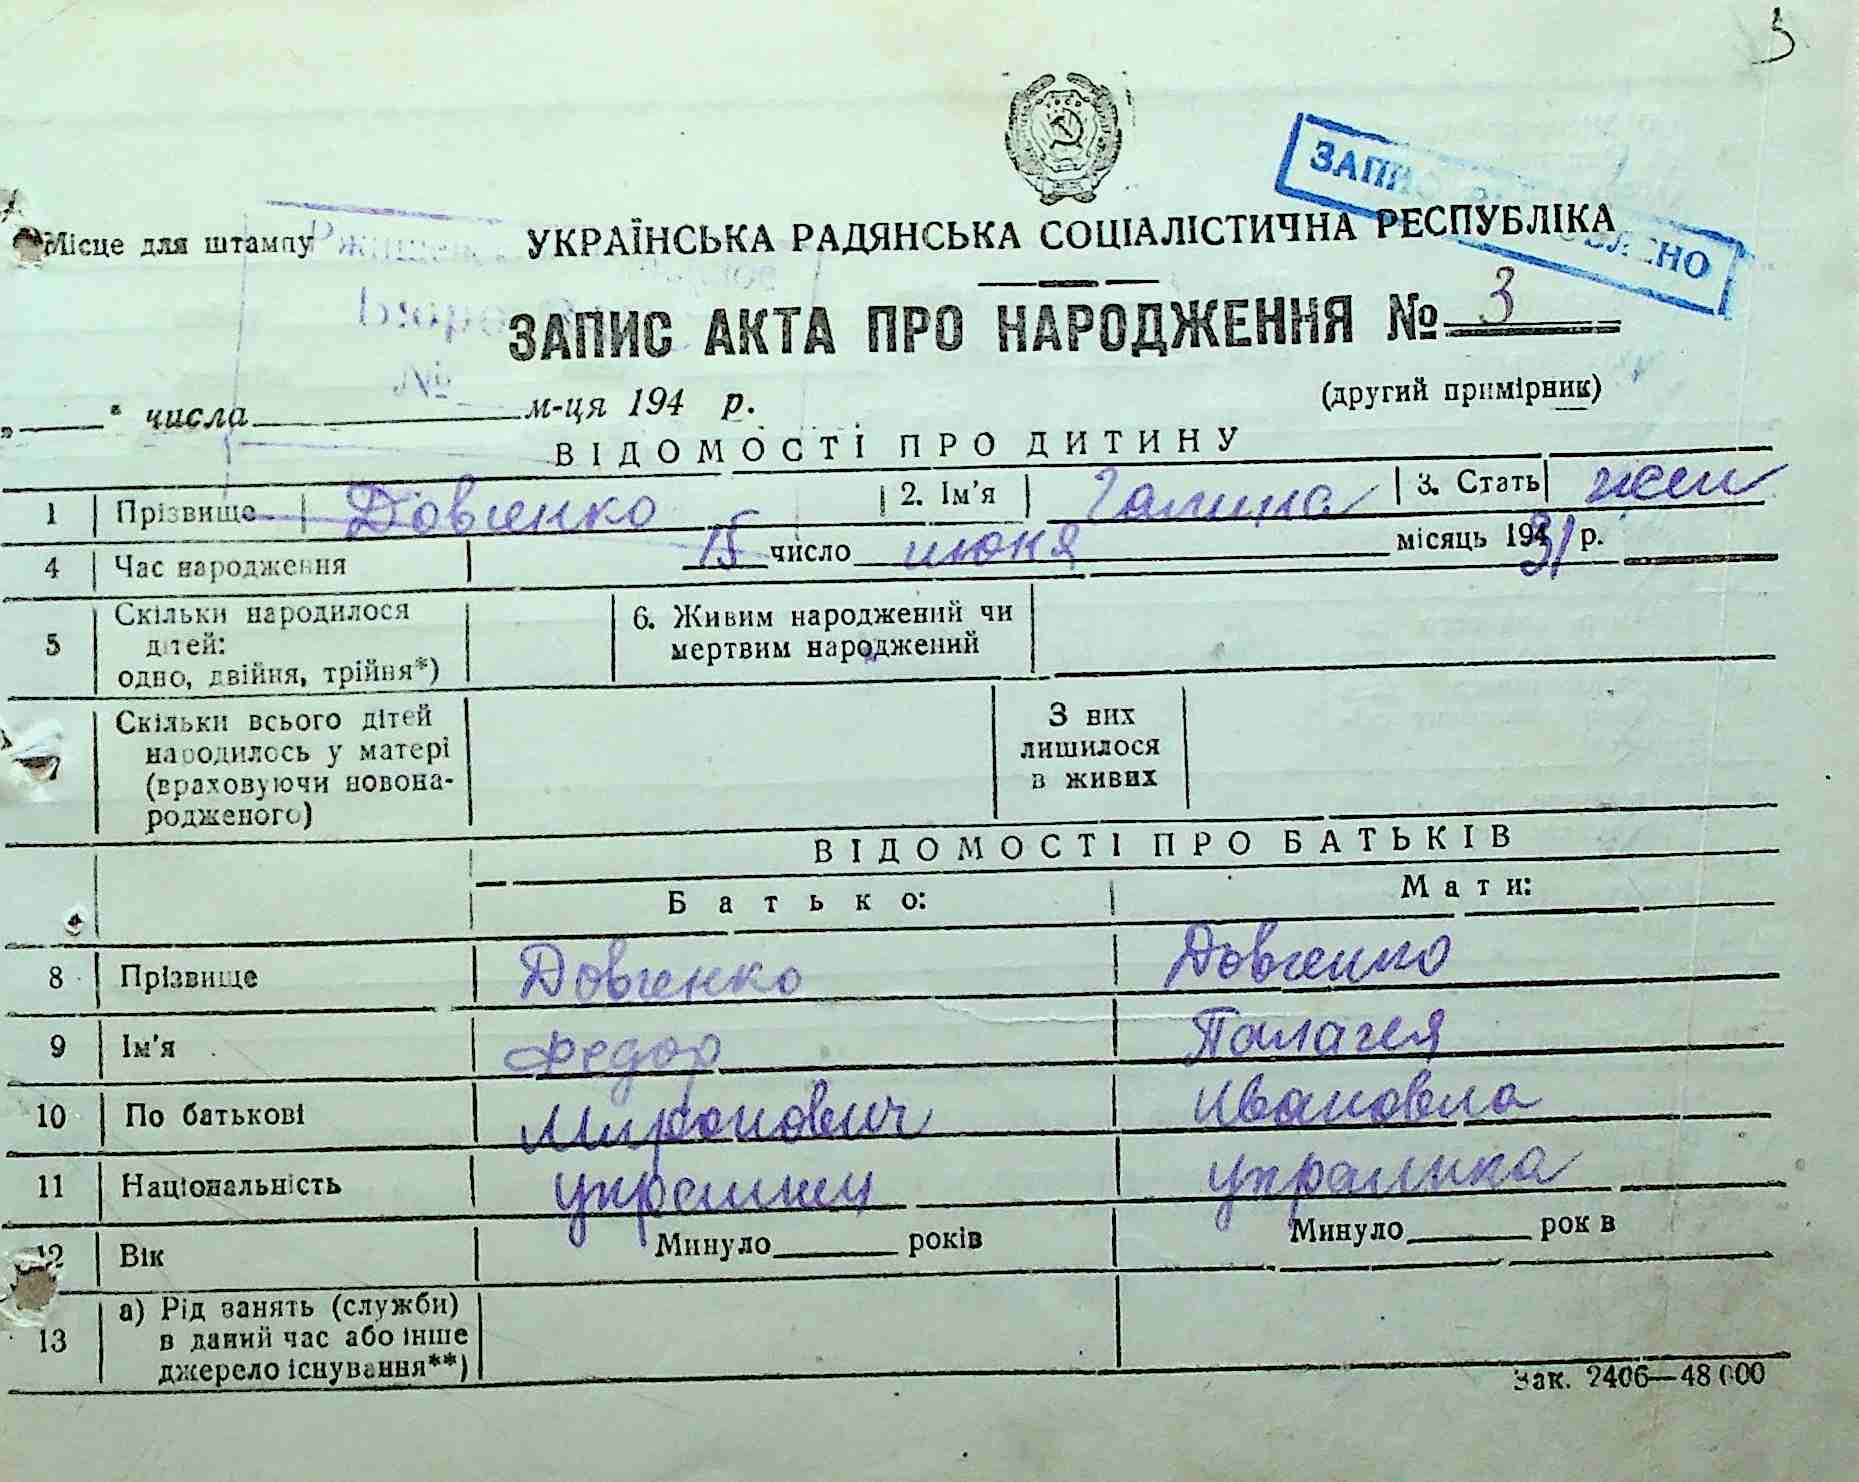 3
ЗАПИС ВІДНОВЛЕНО
Місце для штампу
УКРАЇНСЬКА РАДЯНСЬКА СОЦІАЛІСТИЧНА РЕСПУБЛІКА
ЗАПИС АКТА ПРО НАРОДЖЕННЯ № 3
„ " числа м-ця 194 р.
(другий примірник)
ВІДОМОСТІ ПРО ДИТИНУ
1 Прізвище Довженко 2. Ім'я Галина 3. Стать жен
4 Час народження 15 число июня місяць 1931 р.
5 Скільки народилося дітей: одно, двійня, трійня*) 6. Живим народжений чи мертвим народжений
Скільки всього дітей народилось у матері (враховуючи новонародженого) З них лишилося в живих
ВІДОМОСТІ ПРО БАТЬКІВ
Батько: Мати:
8 Прізвище Довженко Довженко
9 Ім'я Федор Палагея
10 По батькові Миронович Ивановна
11 Національність украинец украинка
12 Вік Минуло років Минуло рок в
13 а) Рід занять (служби) в даний час або інше джерело існування**)
Зак. 2406—48 000